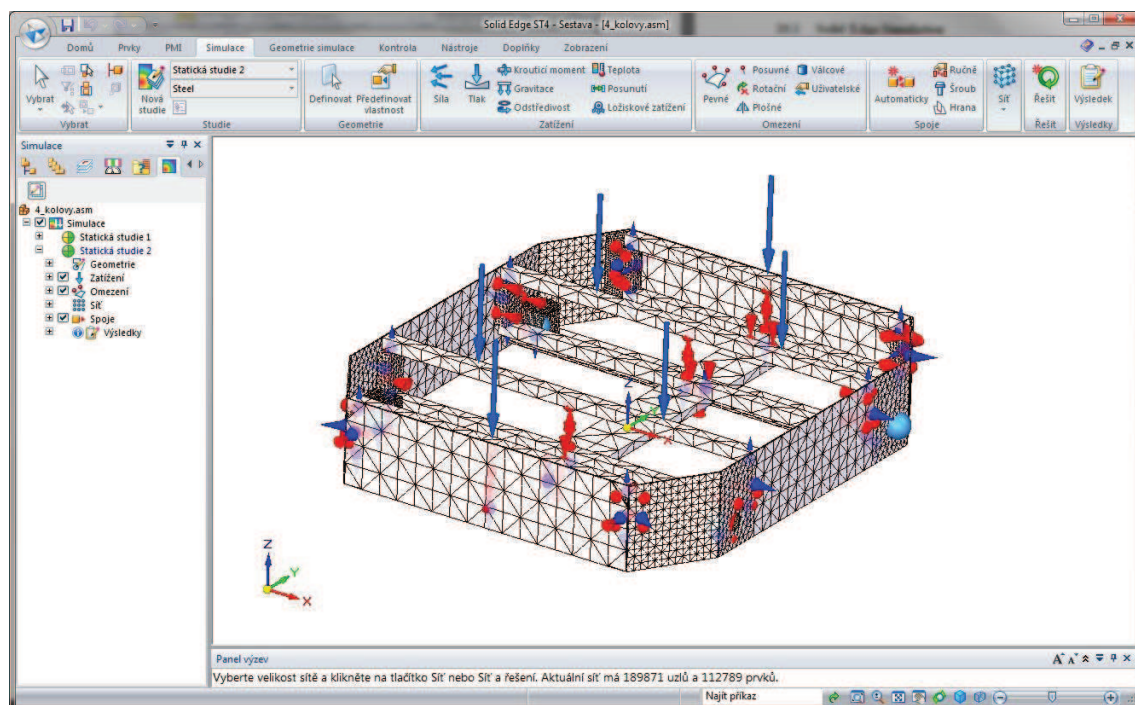 Solid Edge ST4 - Sestava - [4_kolovy.asm]
Domů Prvky PMI Simulace Geometrie simulace Kontrola Nástroje Doplňky Zobrazení
Vybrat
Vybrat
Nová studie
Statická studie 2
Steel
Studie
Definovat
Předefinovat vlastnost
Geometrie
Síla
Tlak
Krouticí moment
Gravitace
Odstředivost
Teplota
Posunutí
Ložiskové zatížení
Zatížení
Pevné
Posuvné
Rotační
Plošné
Válcové
Uživatelské
Omezení
Automaticky
Ručně
Šroub
Hrana
Spoje
Síť
Řešit
Řešit
Výsledek
Výsledky
Simulace
4_kolovy.asm
Simulace
Statická studie 1
Statická studie 2
Geometrie
Zatížení
Omezení
Síť
Spoje
Výsledky
Z
Y
X
Z
Y
X
Panel výzev
Vyberte velikost sítě a klikněte na tlačítko Síť nebo Síť a řešení. Aktuální síť má 189871 uzlů a 112789 prvků.
Najít příkaz